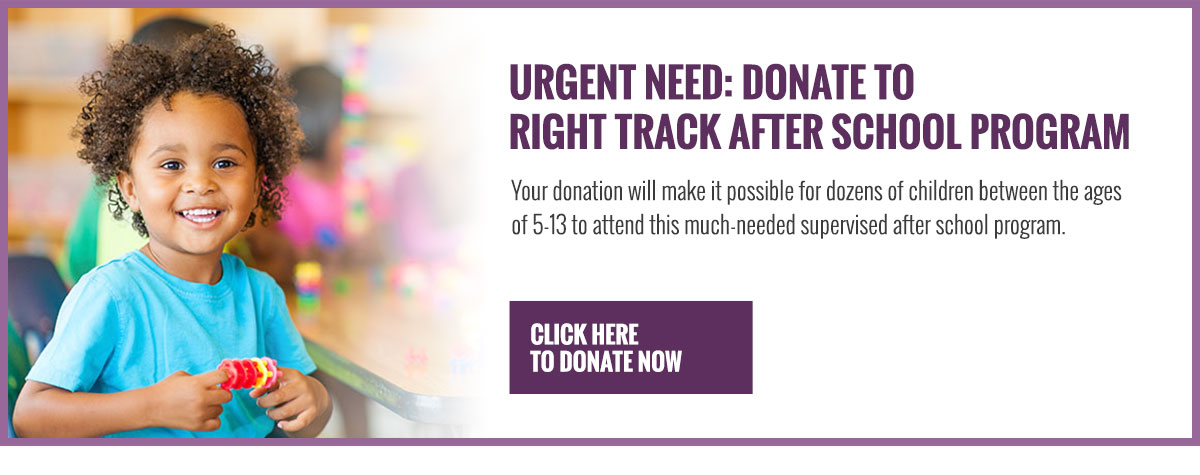 URGENT NEED: DONATE TO
RIGHT TRACK AFTER SCHOOL PROGRAM
Your donation will make it possible for dozens of children between the ages
of 5-13 to attend this much-needed supervised after school program.
CLICK HERE
TO DONATE NOW